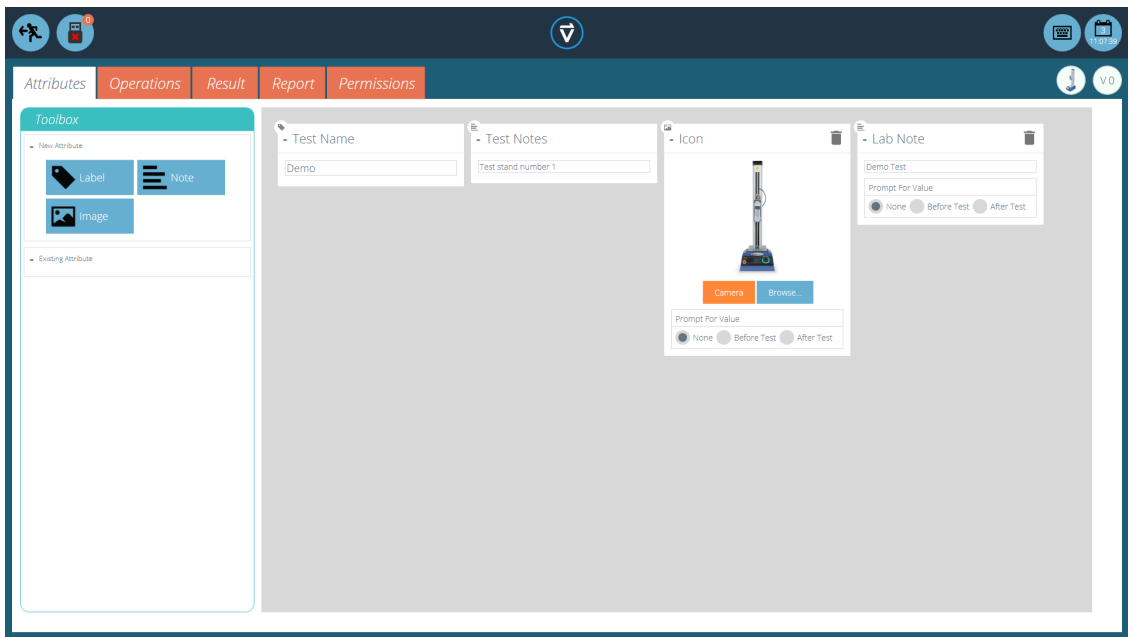 0
3
11:07:39
Attributes
Operations
Result
Report
Permissions
V 0
Toolbox
- New Attribute
Label
Note
Image
- Existing Attribute
- Test Name
Demo
- Test Notes
Test stand number 1
- Icon
Camera
Browse...
Prompt For Value
None
Before Test
After Test
- Lab Note
Demo Test
Prompt For Value
None
Before Test
After Test